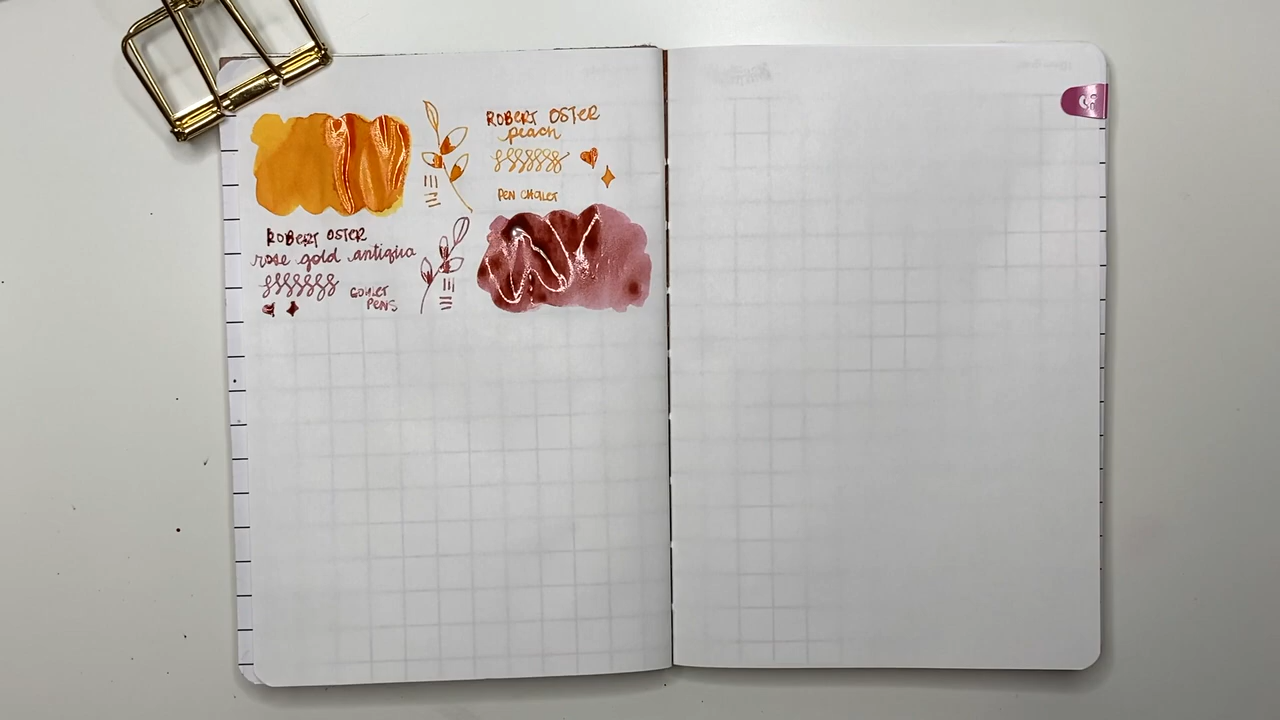 ROBERT OSTER
peach
PEN CHALET
ROBERT OSTER
rose gold antiqua
GOULET
PENS